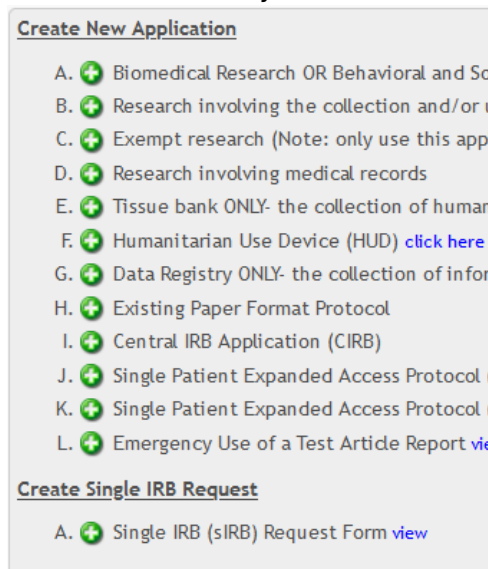 Create New Application
A. Biomedical Research OR Behavioral and So
B. Research involving the collection and/or
C. Exempt research (Note: only use this app
D. Research involving medical records
E. Tissue bank ONLY- the collection of human
F. Humanitarian Use Device (HUD) click here
G. Data Registry ONLY- the collection of infor
H. Existing Paper Format Protocol
I. Central IRB Application (CIRB)
J. Single Patient Expanded Access Protocol
K. Single Patient Expanded Access Protocol
L. Emergency Use of a Test Article Report vie
Create Single IRB Request
A. Single IRB (sIRB) Request Form view